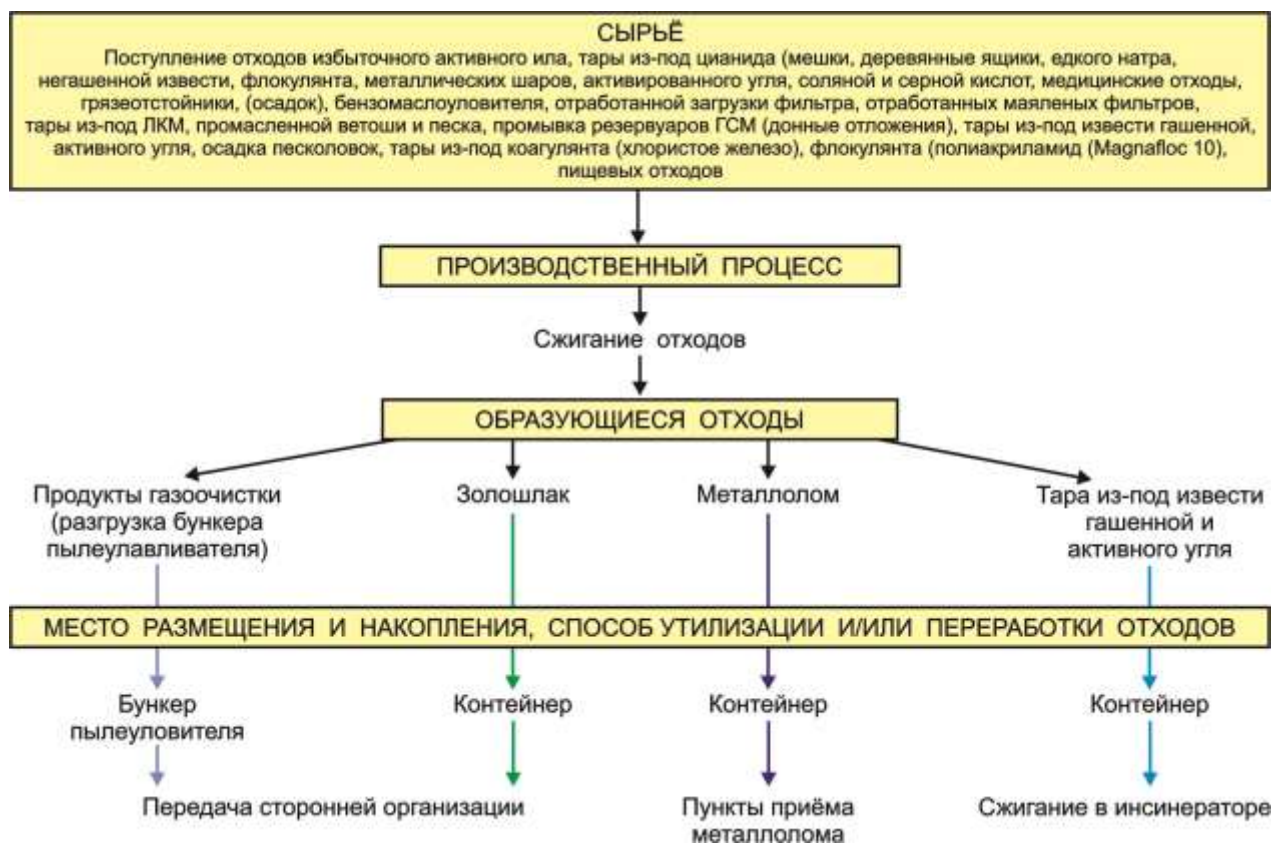 СЫРЬЁ
Поступление отходов избыточного активного ила, тары из-под цианида (мешки, деревянные ящики, едкого натра,
негашенной извести, флокулянта, металлических шаров, активированного угля, соляной и серной кислот, медицинские отходы,
грязеотстойники, (осадок), бензомаслоуловителя, отработанной загрузки фильтра, отработанных маяленых фильтров,
тары из-под ЛКМ, промасленной ветоши и песка, промывка резервуаров ГСМ (донные отложения), тары из-под извести гашенной,
активного угля, осадка песколовок, тары из-под коагулянта (хлористое железо), флокулянта (полиакриламид (Magnafloc 10),
пищевых отходов
ПРОИЗВОДСТВЕННЫЙ ПРОЦЕСС
Сжигание отходов
ОБРАЗУЮЩИЕСЯ ОТХОДЫ
Продукты газоочистки
(разгрузка бункера
пылеулавливателя)
Золошлак
Металлолом
Тара из-под извести
гашенной и
активного угля
МЕСТО РАЗМЕЩЕНИЯ И НАКОПЛЕНИЯ, СПОСОБ УТИЛИЗАЦИИ И/ИЛИ ПЕРЕРАБОТКИ ОТХОДОВ
Бункер
пылеуловителя
Контейнер
Контейнер
Контейнер
Передача сторонней организации
Пункты приёма
металлолома
Сжигание в инсинераторе